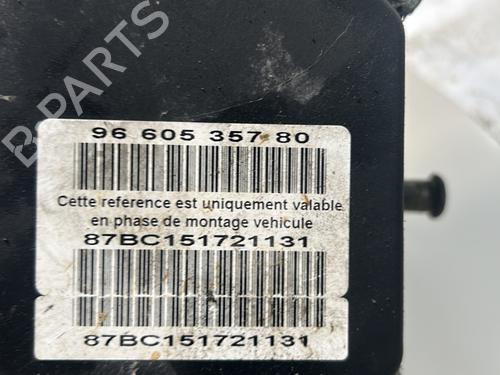 B-PARTS
96 605 357 80
Cette reference est uniquement valable
en phase de montage vehicule
87BC151721131
87BC151721131